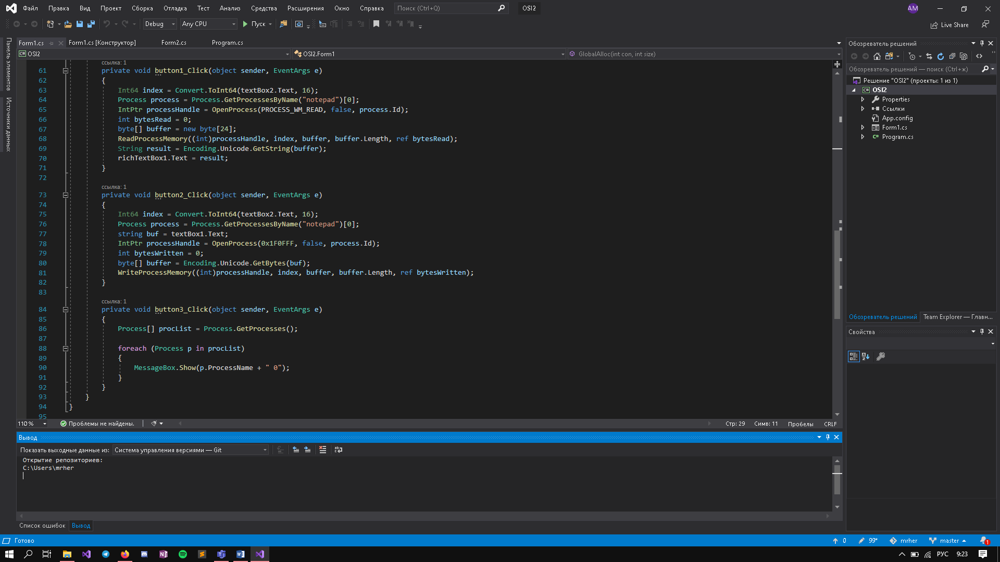 Файл Правка Вид Проект Сборка Отладка Тест Анализ Средства Расширения Окно Справка Поиск (Ctrl+Q) OSI2 AM
Debug Any CPU Пуск Live Share
Панель элементов
Источники данных
Form1.cs Form1.cs [Конструктор] Form2.cs Program.cs
OSI2 OSI2.Form1 GlobalAlloc(int con, int size)
ссылка: 1
61 private void button1_Click(object sender, EventArgs e)
62 {
63 Int64 index = Convert.ToInt64(textBox2.Text, 16);
64 Process process = Process.GetProcessesByName("notepad")[0];
65 IntPtr processHandle = OpenProcess(PROCESS_WM_READ, false, process.Id);
66 int bytesRead = 0;
67 byte[] buffer = new byte[24];
68 ReadProcessMemory((int)processHandle, index, buffer, buffer.Length, ref bytesRead);
69 String result = Encoding.Unicode.GetString(buffer);
70 richTextBox1.Text = result;
71 }
72
ссылка: 1
73 private void button2_Click(object sender, EventArgs e)
74 {
75 Int64 index = Convert.ToInt64(textBox2.Text, 16);
76 Process process = Process.GetProcessesByName("notepad")[0];
77 string buf = textBox1.Text;
78 IntPtr processHandle = OpenProcess(0x1F0FFF, false, process.Id);
79 int bytesWritten = 0;
80 byte[] buffer = Encoding.Unicode.GetBytes(buf);
81 WriteProcessMemory((int)processHandle, index, buffer, buffer.Length, ref bytesWritten);
82 }
83
ссылка: 1
84 private void button3_Click(object sender, EventArgs e)
85 {
86 Process[] procList = Process.GetProcesses();
87
88 foreach (Process p in procList)
89 {
90 MessageBox.Show(p.ProcessName + " 0");
91 }
92 }
93 }
94 }
95
110 % Проблемы не найдены. Стр: 29 Симв: 11 Пробелы CRLF
Вывод
Показать выходные данные из: Система управления версиями — Git
Открытие репозиториев:
C:\Users\mrher
Список ошибок Вывод
Обозреватель решений
Обозреватель решений — поиск (Ctrl+ж)
Решение "OSI2" (проекты: 1 из 1)
C# OSI2
Properties
Ссылки
App.config
Form1.cs
C# Program.cs
Обозреватель решений Team Explorer — Главн...
Свойства
Готово 0 99* mrher master 1
РУС 9:23